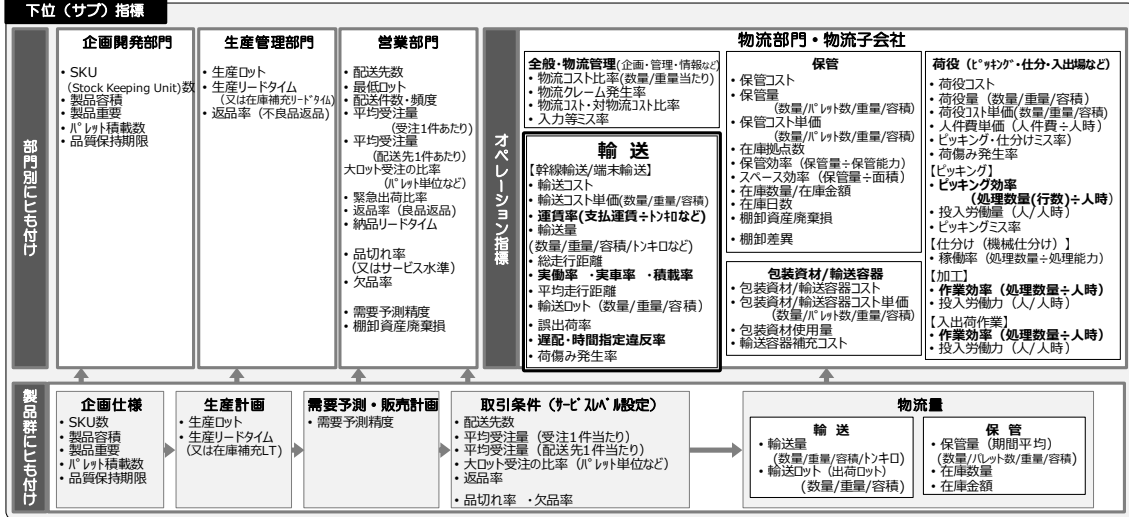 下位（サブ）指標
部門別にひも付け
企画開発部門
・SKU
(Stock Keeping Unit)数
・製品容積
・製品重要
・パレット積載数
・品質保持期限
生産管理部門
・生産ロット
・生産リードタイム
（又は在庫補充リードタイム）
・返品率（不良品返品）
営業部門
・配送先数
・最低ロット
・配送件数・頻度
・平均受注量
（受注1件あたり）
・平均受注量
（配送先1件あたり）
大ロット受注の比率
（パレット単位など）
・緊急出荷比率
・返品率（良品返品）
・納品リードタイム
・品切れ率
（又はサービス水準）
・欠品率
・需要予測精度
・棚卸資産廃棄損
オペレーション指標
物流部門・物流子会社
全般・物流管理(企画・管理・情報など)
・物流コスト比率(数量/重量当たり)
・物流クレーム発生率
・物流コスト・対物流コスト比率
・入力等ミス率
輸送
【幹線輸送/端末輸送】
・輸送コスト
・輸送コスト単価(数量/重量/容積)
・運賃率(支払運賃÷トンキロなど)
・輸送量
(数量/重量/容積/トンキロなど)
・総走行距離
・実働率 ・実車率 ・積載率
・平均走行距離
・輸送ロット（数量/重量/容積）
・誤出荷率
・遅配・時間指定違反率
・荷傷み発生率
保管
・保管コスト
・保管量
（数量/パレット数/重量/容積）
・保管コスト単価
（数量/パレット数/重量/容積）
・在庫拠点数
・保管効率（保管量÷保管能力）
・スペース効率（保管量÷面積）
・在庫数量/在庫金額
・在庫日数
・棚卸資産廃棄損
・棚卸差異
包装資材/輸送容器
・包装資材/輸送容器コスト
・包装資材/輸送容器コスト単価
（数量/パレット数/重量/容積）
・包装資材使用量
・輸送容器補充コスト
荷役（ピッキング・仕分・入出場など）
・荷役コスト
・荷役量（数量/重量/容積）
・荷役コスト単価（数量/重量/容積）
・人件費単価（人件費÷人時）
・ピッキング・仕分けミス率）
・荷傷み発生率
【ピッキング】
・ピッキング効率
（処理数量(行数)÷人時）
・投入労働量（人/人時）
・ピッキングミス率
【仕分け（機械仕分け）】
・稼働率（処理数量÷処理能力）
【加工】
・作業効率（処理数量÷人時）
・投入労働力（人/人時）
【入出荷作業】
・作業効率（処理数量÷人時）
・投入労働力（人/人時）
製品群にひも付け
企画仕様
・SKU数
・製品容積
・製品重要
・パレット積載数
・品質保持期限
生産計画
・生産ロット
・生産リードタイム
（又は在庫補充LT）
需要予測・販売計画
・需要予測精度
取引条件（サービスレベル設定）
・配送先数
・平均受注量（受注1件当たり）
・平均受注量（配送先1件当たり）
・大ロット受注の比率（パレット単位など）
・返品率
・品切れ率 ・欠品率
物流量
輸送
・輸送量
（数量/重量/容積/トンキロ）
・輸送ロット（出荷ロット）
（数量/重量/容積）
保管
・保管量（期間平均）
（数量/パレット数/重量/容積）
・在庫数量
・在庫金額